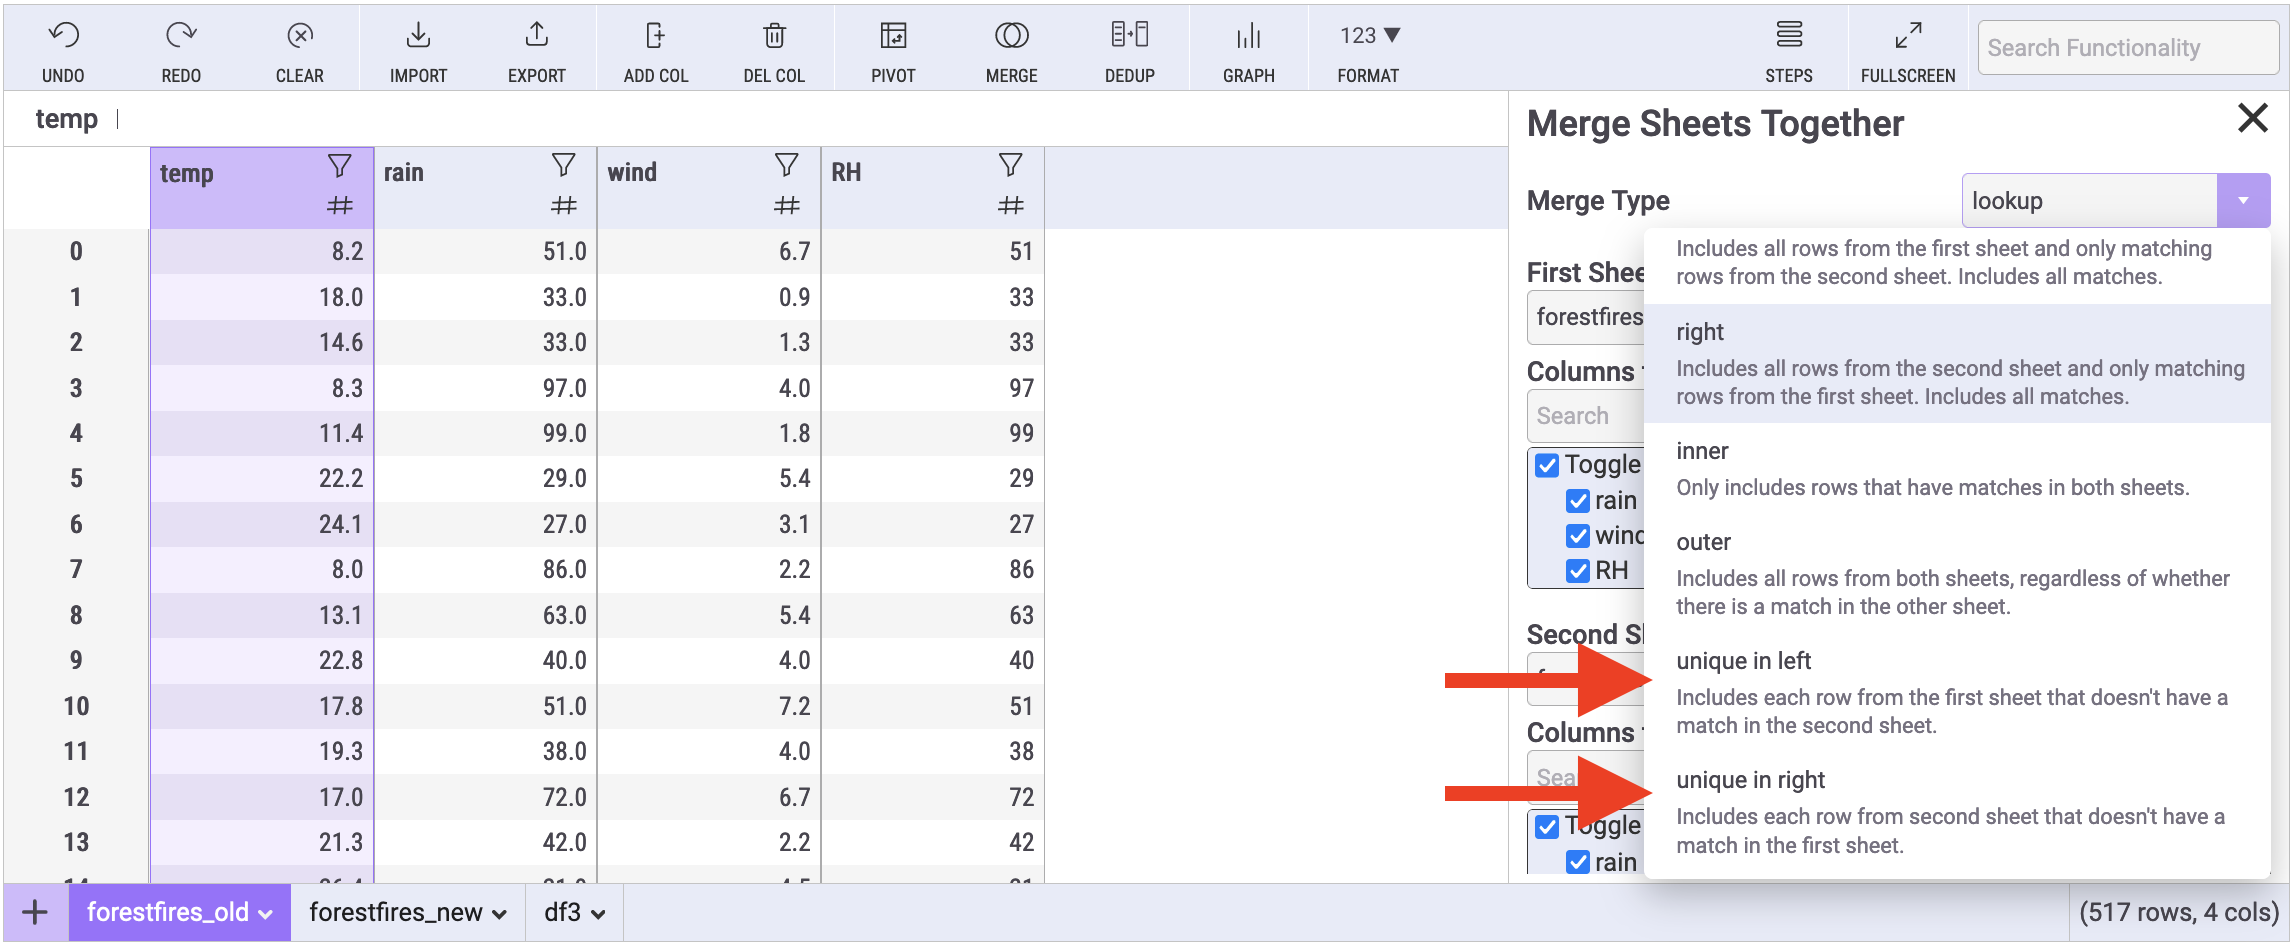 UNDO REDO CLEAR IMPORT EXPORT ADD COL DEL COL PIVOT MERGE DEDUP GRAPH 123 ▼ FORMAT STEPS FULLSCREEN Search Functionality
temp
temp rain wind RH
0 8.2 51.0 6.7 51
1 18.0 33.0 0.9 33
2 14.6 33.0 1.3 33
3 8.3 97.0 4.0 97
4 11.4 99.0 1.8 99
5 22.2 29.0 5.4 29
6 24.1 27.0 3.1 27
7 8.0 86.0 2.2 86
8 13.1 63.0 5.4 63
9 22.8 40.0 4.0 40
10 17.8 51.0 7.2 51
11 19.3 38.0 4.0 38
12 17.0 72.0 6.7 72
13 21.3 42.0 2.2 42
Merge Sheets Together
Merge Type lookup
First Shee
forestfires
Columns
Search
Toggle
rain
wind
RH
Second
Columns
Toggle
rain
Includes all rows from the first sheet and only matching
rows from the second sheet. Includes all matches.
right
Includes all rows from the second sheet and only matching
rows from the first sheet. Includes all matches.
inner
Only includes rows that have matches in both sheets.
outer
Includes all rows from both sheets, regardless of whether
there is a match in the other sheet.
unique in left
Includes each row from the first sheet that doesn't have a
match in the second sheet.
unique in right
Includes each row from second sheet that doesn't have a
match in the first sheet.
+ forestfires_old forestfires_new df3 (517 rows, 4 cols)